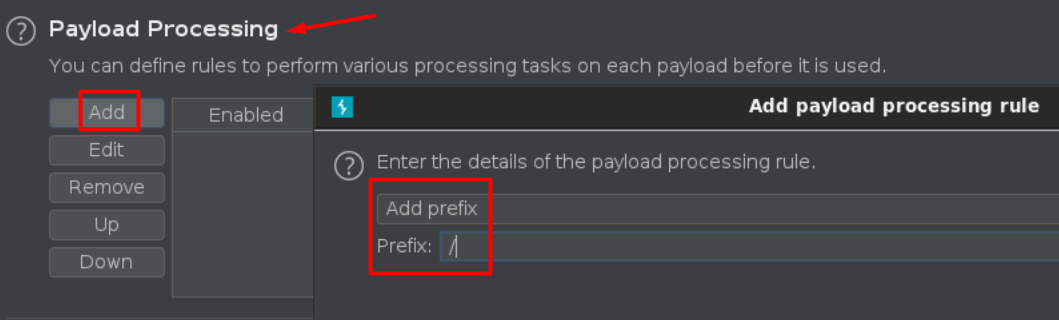 Payload Processing
You can define rules to perform various processing tasks on each payload before it is used.
Add
Enabled
Edit
Remove
Up
Down
Add payload processing rule
Enter the details of the payload processing rule.
Add prefix
Prefix: /